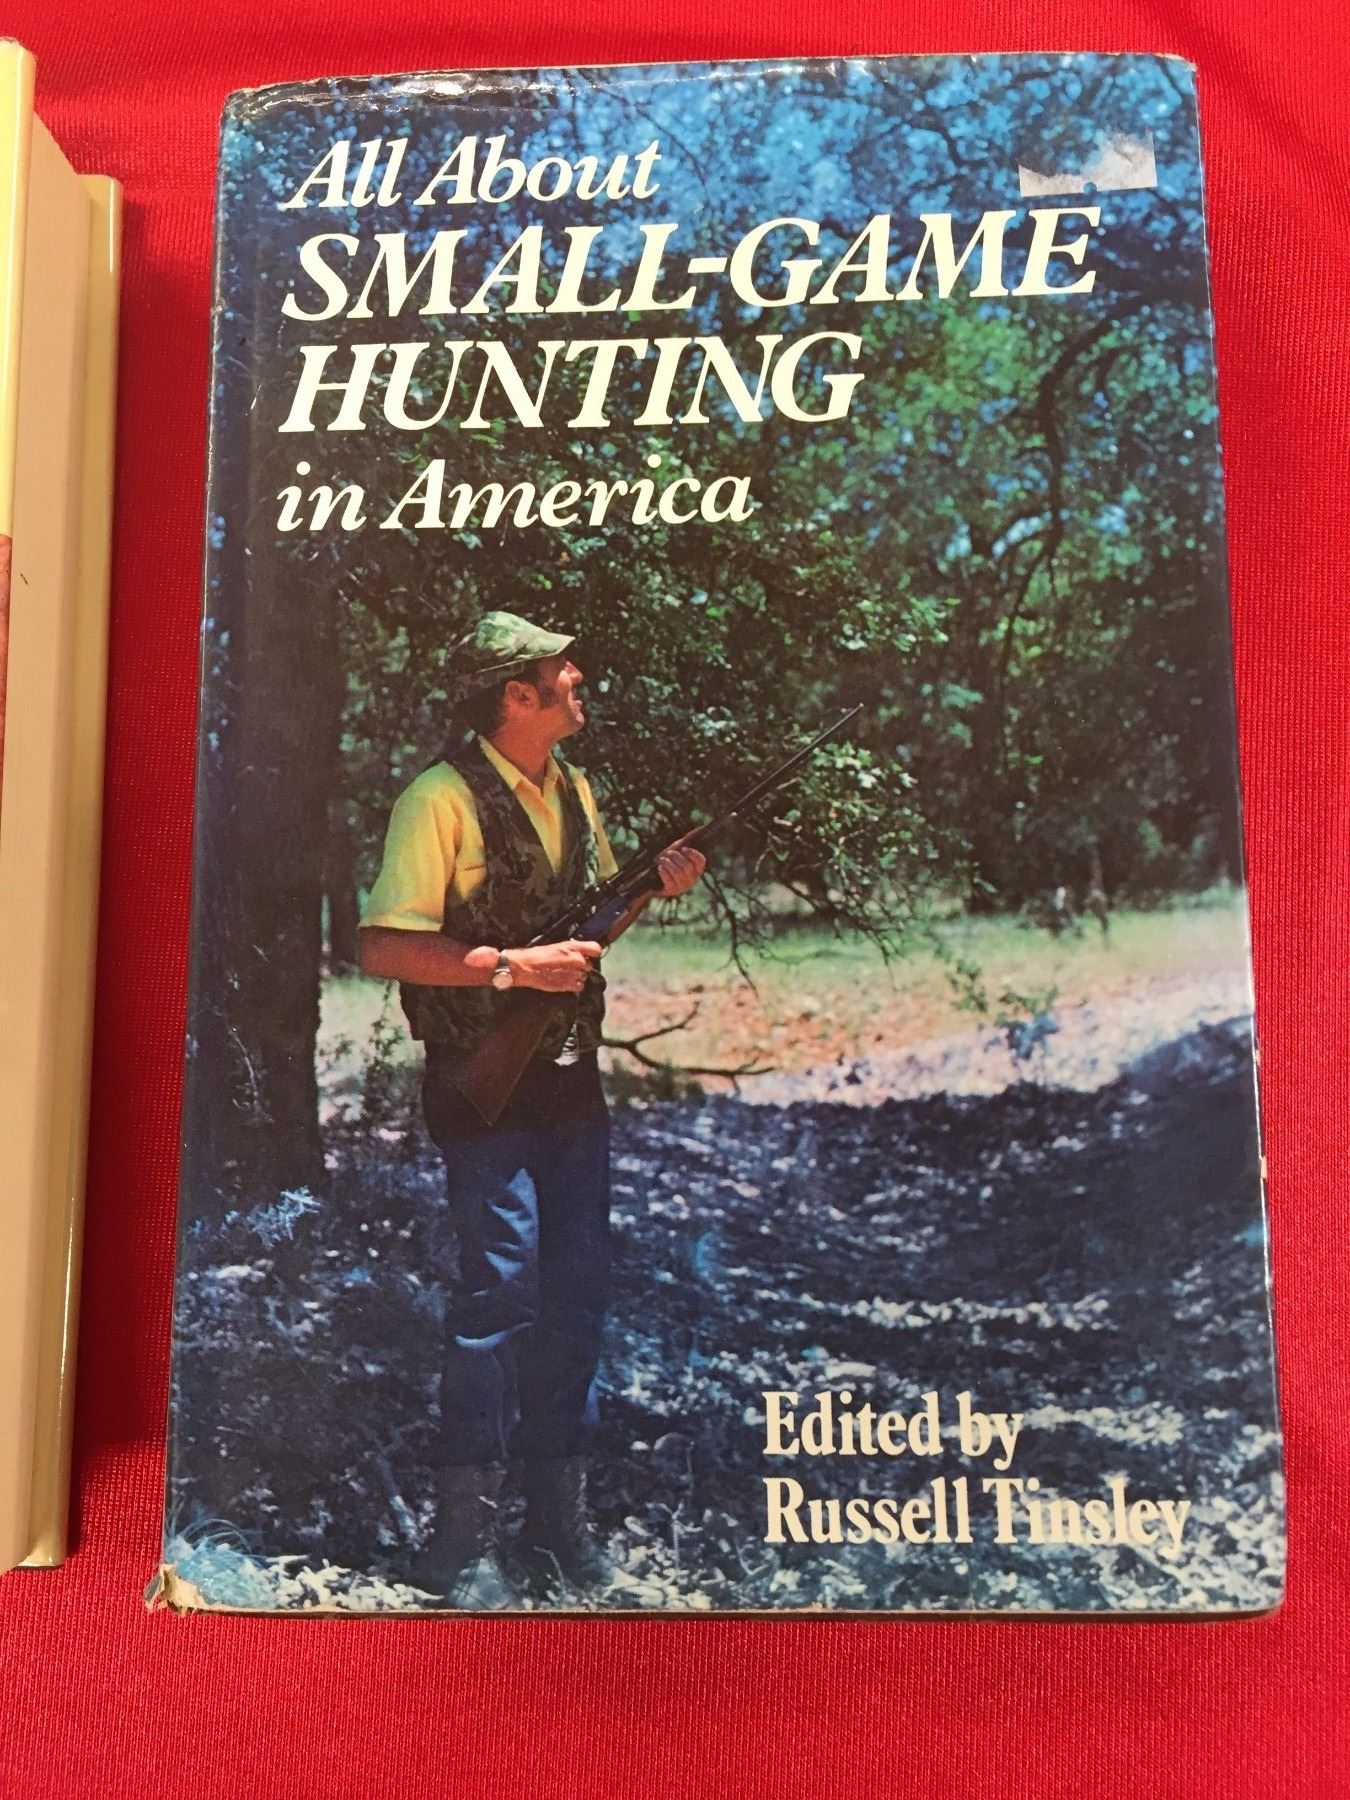 All About
SMALL-GAME
HUNTING
in America
Edited by
Russell Tinsley